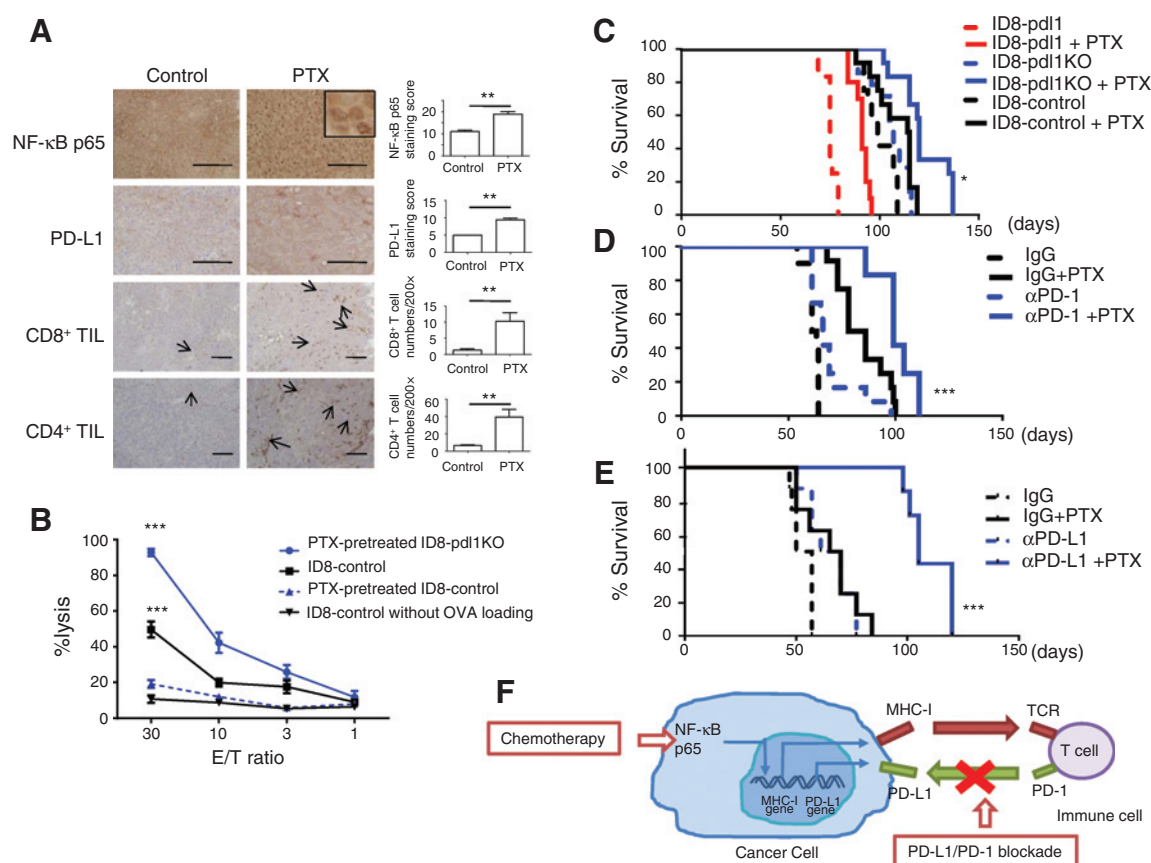 A
Control
PTX
NF-κB p65
PD-L1
CD8+ TIL
CD4+ TIL
NF-κB p65
staining score
20
10
0
**
Control
PTX
PD-L1
staining score
15
10
5
0
**
Control
PTX
CD8+ T cell
numbers/200×
15
10
5
0
**
Control
PTX
CD4+ T cell
numbers/200×
60
40
20
0
**
Control
PTX
B
%lysis
100
80
60
40
20
0
***
***
30
10
3
1
E/T ratio
PTX-pretreated ID8-pdl1KO
ID8-control
PTX-pretreated ID8-control
ID8-control without OVA loading
C
% Survival
100
80
60
40
20
0
0
50
100
150
(days)
*
ID8-pdl1
ID8-pdl1 + PTX
ID8-pdl1KO
ID8-pdl1KO + PTX
ID8-control
ID8-control + PTX
D
% Survival
100
80
60
40
20
0
0
50
100
150
(days)
***
IgG
IgG+PTX
αPD-1
αPD-1 +PTX
E
% Survival
100
80
60
40
20
0
0
50
100
150
(days)
***
IgG
IgG+PTX
αPD-L1
αPD-L1 +PTX
F
Chemotherapy
NF-κB
p65
MHC-I
gene
PD-L1
gene
Cancer Cell
MHC-I
TCR
T cell
PD-L1
PD-1
Immune cell
PD-L1/PD-1 blockade